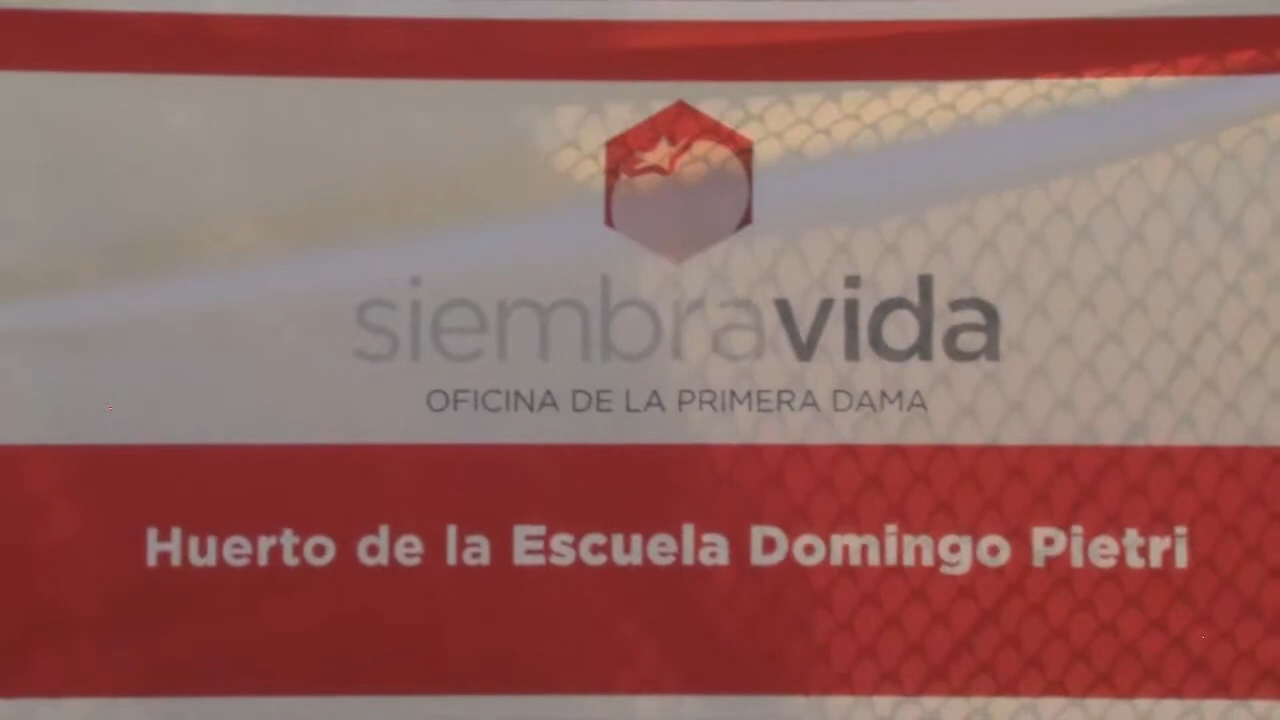 siembravida
OFICINA DE LA PRIMERA DAMA
Huerto de la Escuela Domingo Pietri